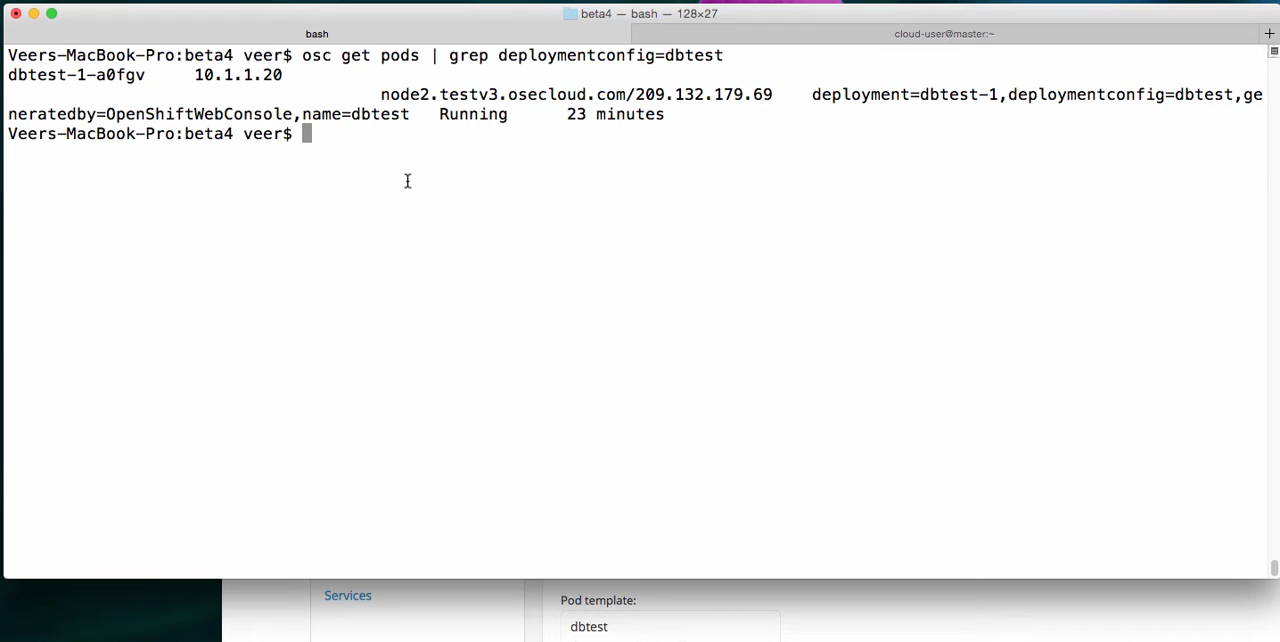 beta4 — bash — 128×27
bash
cloud-user@master:~
+
Veers-MacBook-Pro:beta4 veer$ osc get pods | grep deploymentconfig=dbtest
dbtest-1-a0fgv     10.1.1.20
node2.testv3.osecloud.com/209.132.179.69    deployment=dbtest-1,deploymentconfig=dbtest,ge
neratedby=OpenShiftWebConsole,name=dbtest   Running      23 minutes
Veers-MacBook-Pro:beta4 veer$
Services
Pod template:
dbtest